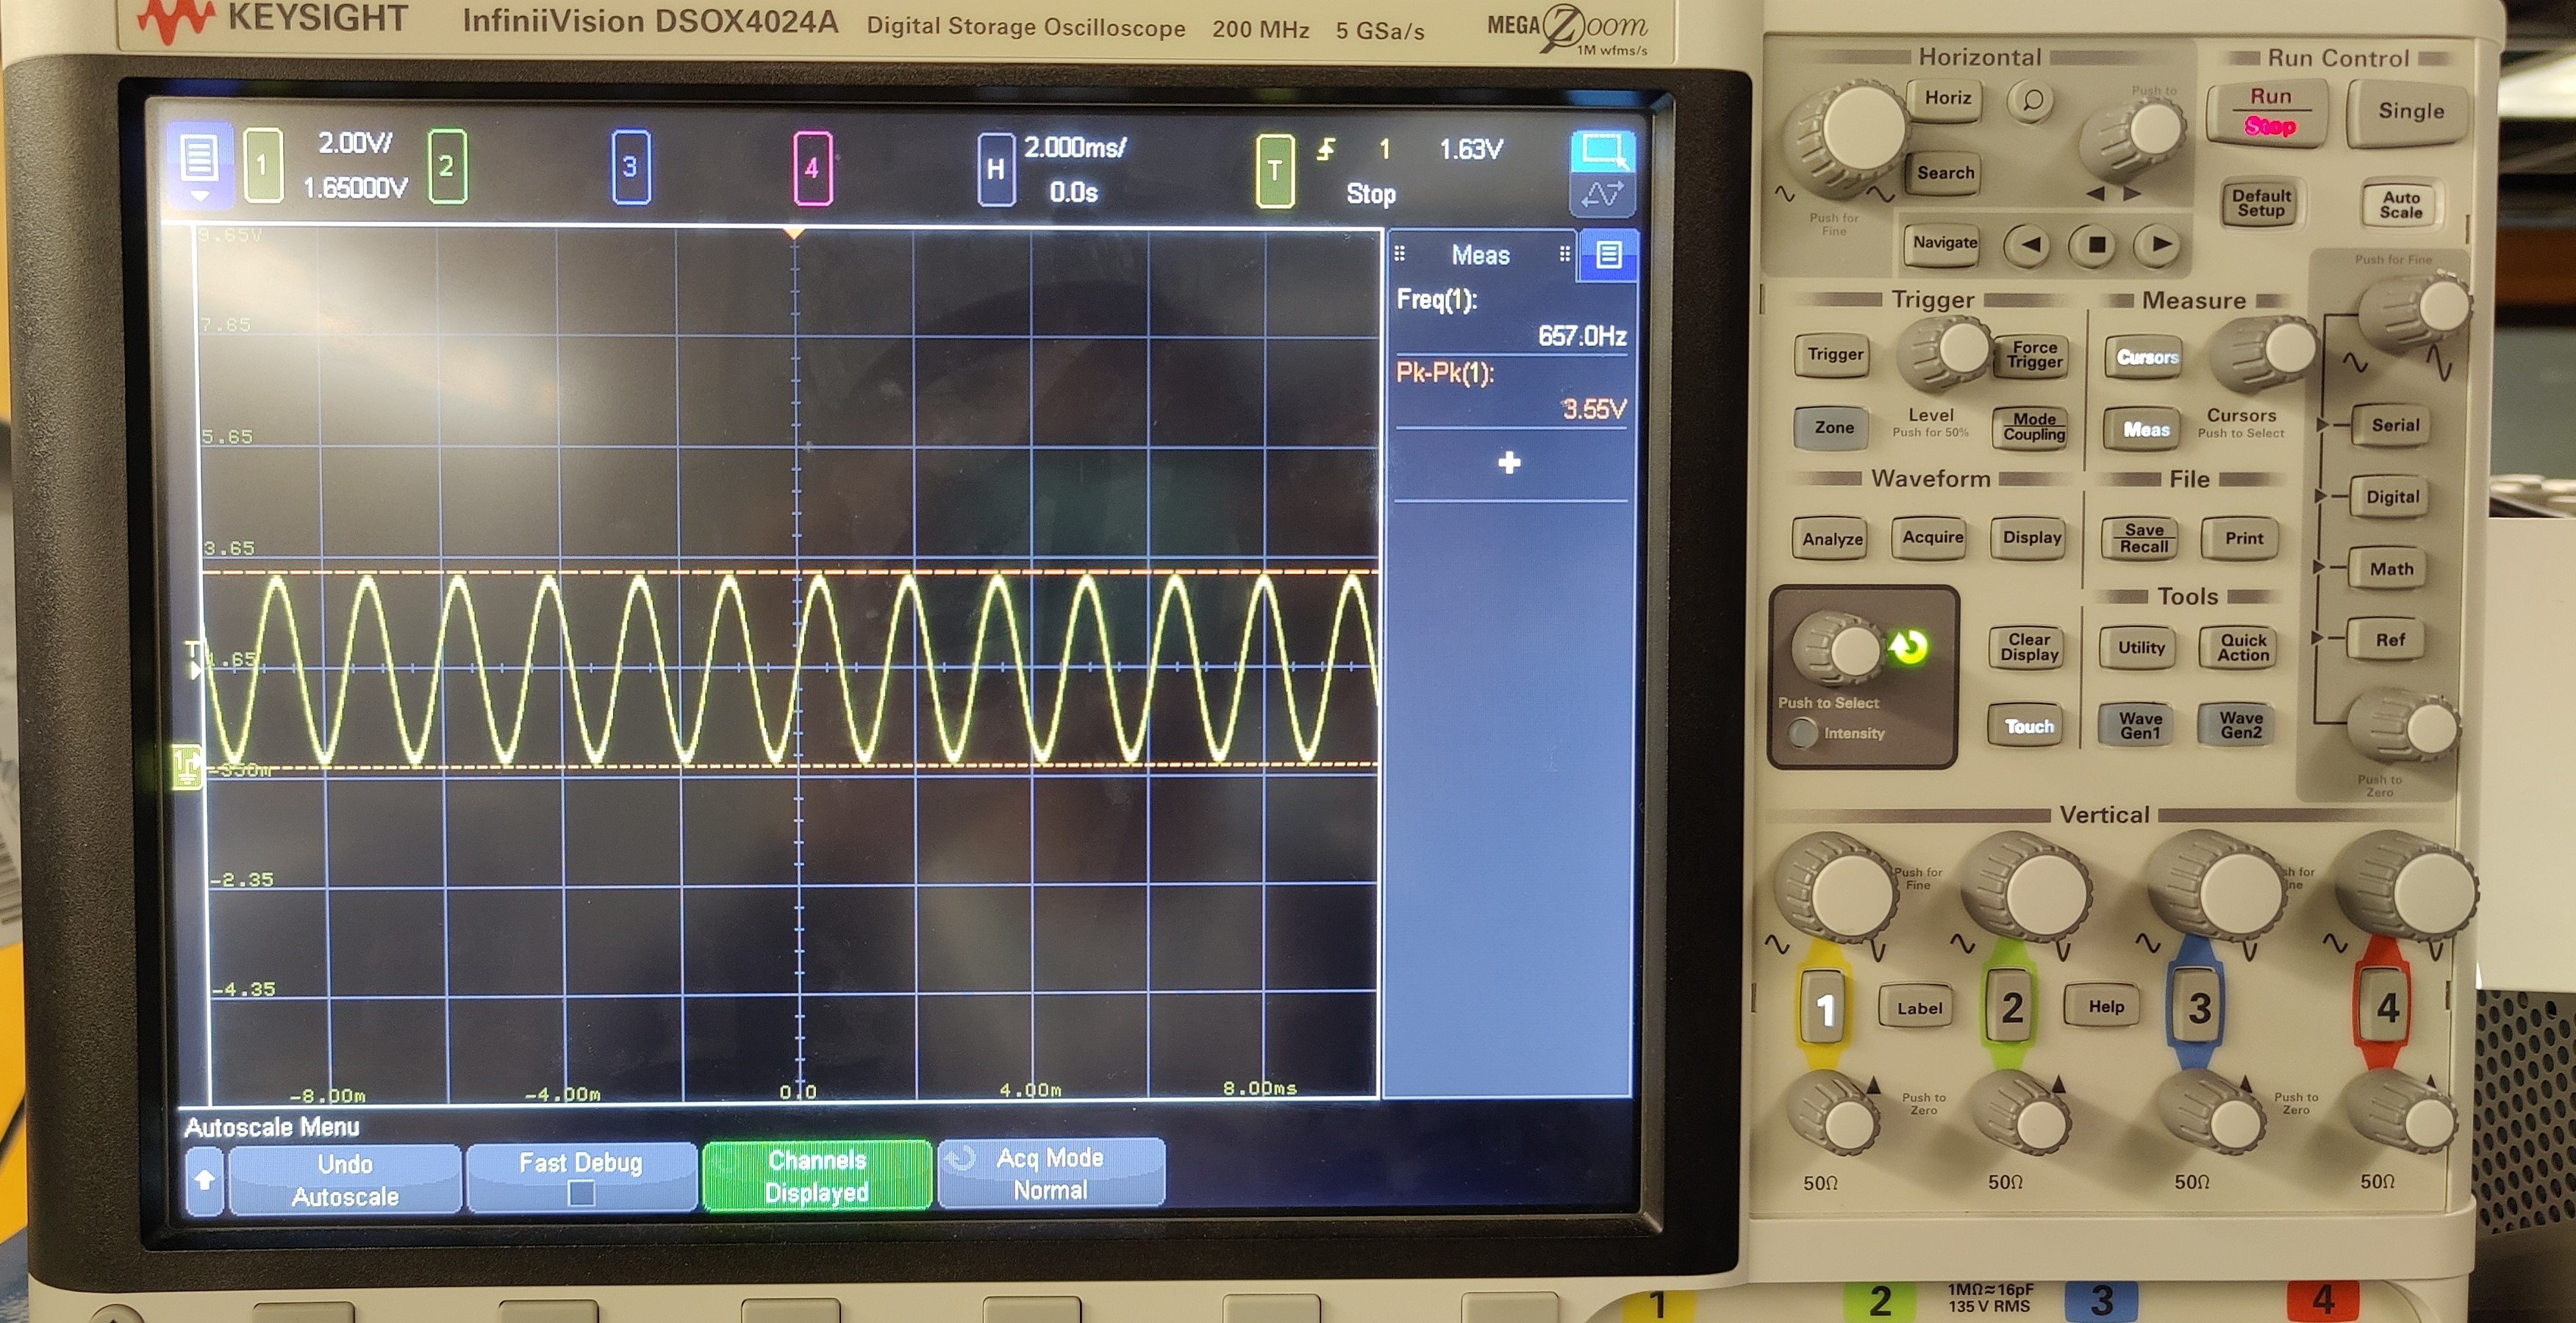 KEYSIGHT InfiniiVision DSOX4024A Digital Storage Oscilloscope 200 MHz 5 GSa/s MEGA Zoom
1M wfms/s
1 2.00V/ 2 3 4 H 2.000ms/ T 1 1.63V
1.65000V 0.0s Stop
9.65V
7.65
5.65
3.65
1.65
-350m
-2.35
-4.35
-8.00m -4.00m 0.0 4.00m 8.00ms
T
Meas
Freq(1):
657.0Hz
Pk-Pk(1):
3.55V
Autoscale Menu
Undo
Autoscale
Fast Debug
Channels
Displayed
Acq Mode
Normal
Horizontal
Horiz
Search
Navigate
Push for
Fine
Push to
Run Control
Run
Stop
Single
Default
Setup
Auto
Scale
Trigger
Trigger
Force
Trigger
Zone
Level
Push for 50%
Mode
Coupling
Measure
Cursors
Meas
Cursors
Push to Select
Push for Fine
Serial
Digital
Math
Ref
Push to
Zero
Waveform
Analyze
Acquire
Display
File
Save
Recall
Print
Tools
Clear
Display
Utility
Quick
Action
Touch
Wave
Gen1
Wave
Gen2
Push to Select
Intensity
Vertical
Push for
Fine
1 Label 2 Help 3 4
Push to
Zero
Push to
Zero
50Ω 50Ω 50Ω 50Ω
1 2 1MΩ≈16pF 3 4
135 V RMS